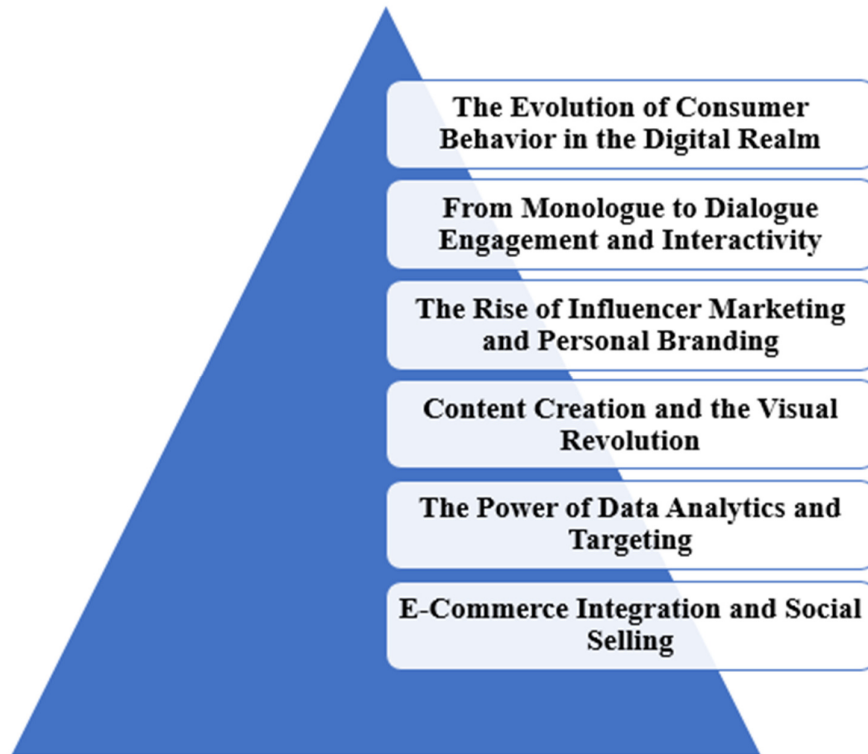 The Evolution of Consumer
Behavior in the Digital Realm
From Monologue to Dialogue
Engagement and Interactivity
The Rise of Influencer Marketing
and Personal Branding
Content Creation and the Visual
Revolution
The Power of Data Analytics and
Targeting
E-Commerce Integration and Social
Selling